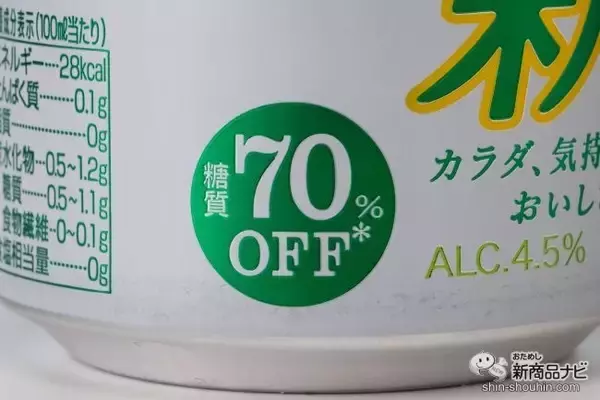 成分表示(100ml当たり)
ネルギー…28kcal
んぱく質……0.1g
質………0g
水化物…0.5~1.2g
糖質…0.5~1.1g
食物繊維…0~0.1g
塩相当量…0g
糖質
70%
OFF*
新
カラダ、気持
おいし
ALC.4.5%
おためし
新商品ナビ
shin-shouhin.com